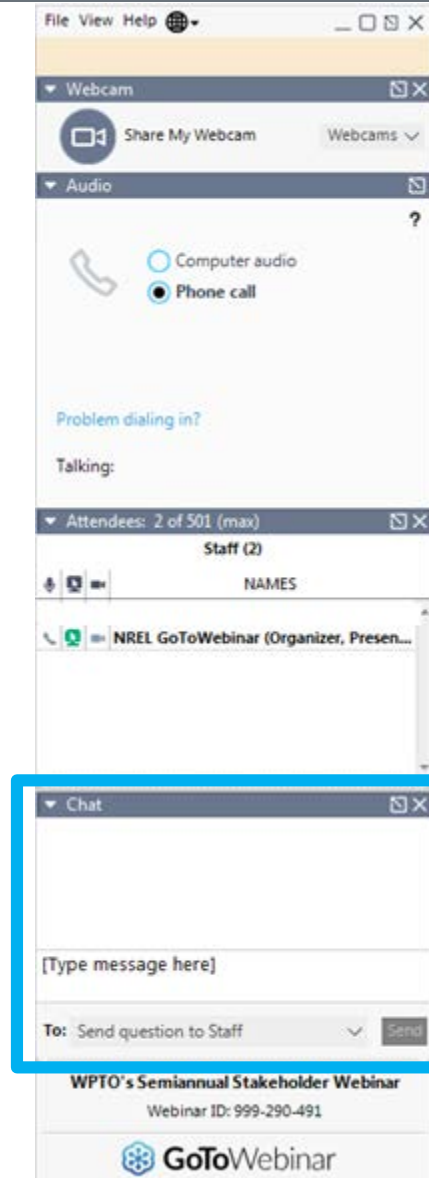 File View Help
Webcam
Share My Webcam Webcams
Audio
?
Computer audio
Phone call
Problem dialing in?
Talking:
Attendees: 2 of 501 (max)
Staff (2)
NAMES
NREL GoToWebinar (Organizer, Presen...
Chat
[Type message here]
To: Send question to Staff Send
WPTO's Semiannual Stakeholder Webinar
Webinar ID: 999-290-491
GoToWebinar